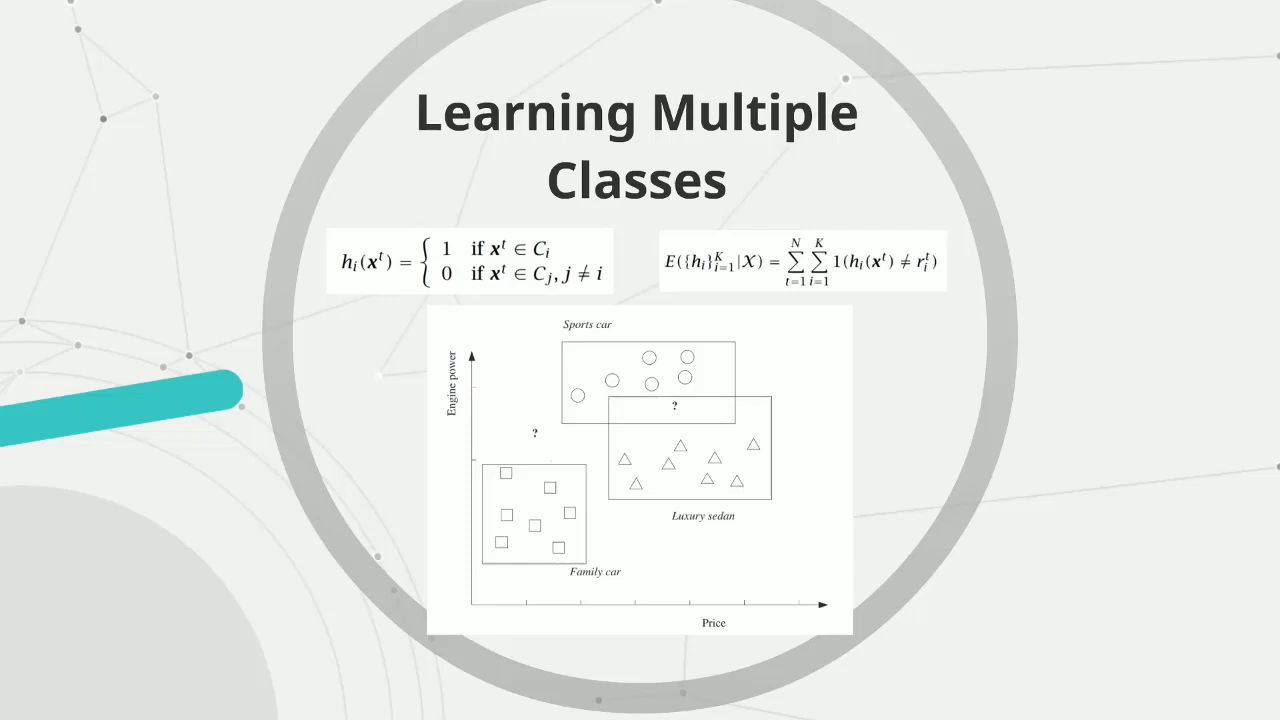 Learning Multiple
Classes
hᵢ(xᵗ) = { 1 if xᵗ ∈ Cᵢ
0 if xᵗ ∈ Cⱼ, j ≠ i
E({hᵢ}ᵢ₌₁ᴷ|X) = ∑ₜ₌₁ᴺ ∑ᵢ₌₁ᴷ 1(hᵢ(xᵗ) ≠ rᵢᵗ)
Sports car
Engine power
?
?
Luxury sedan
Family car
Price